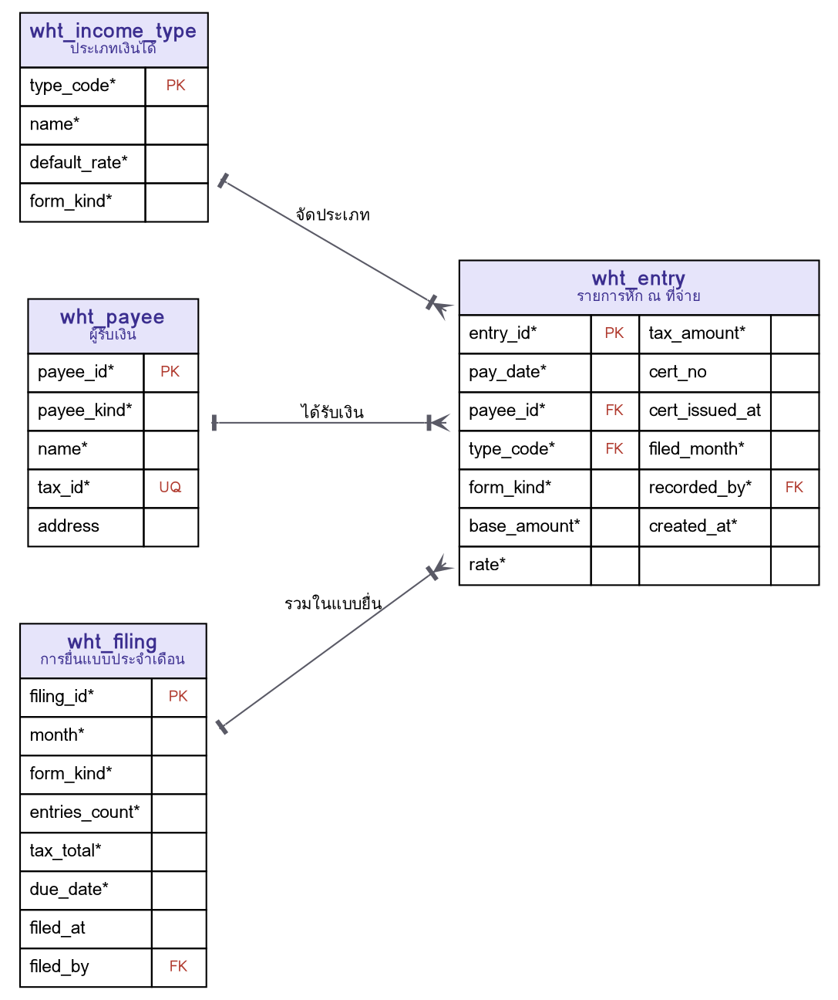 wht_income_type
ประเภทเงินได้
type_code* PK
name*
default_rate*
form_kind*
จัดประเภท
wht_payee
ผู้รับเงิน
payee_id* PK
payee_kind*
name*
tax_id* UQ
address
ได้รับเงิน
wht_entry
รายการหัก ณ ที่จ่าย
entry_id* PK tax_amount*
pay_date* cert_no
payee_id* FK cert_issued_at
type_code* FK filed_month*
form_kind* recorded_by* FK
base_amount* created_at*
rate*
รวมในแบบยื่น
wht_filing
การยื่นแบบประจำเดือน
filing_id* PK
month*
form_kind*
entries_count*
tax_total*
due_date*
filed_at
filed_by FK